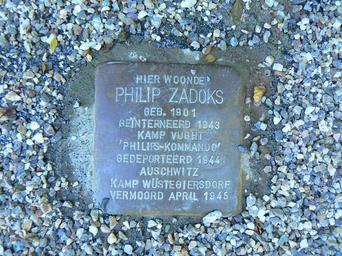 HIER WOONDE
PHILIP ZADOKS
GEB. 1901
GEÏNTERNEERD 1943
KAMP VUGHT
'PHILIPS-KOMMANDO'
GEDEPORTEERD 1944
AUSCHWITZ
KAMP WÜSTEGIERSDORF
VERMOORD APRIL 1945